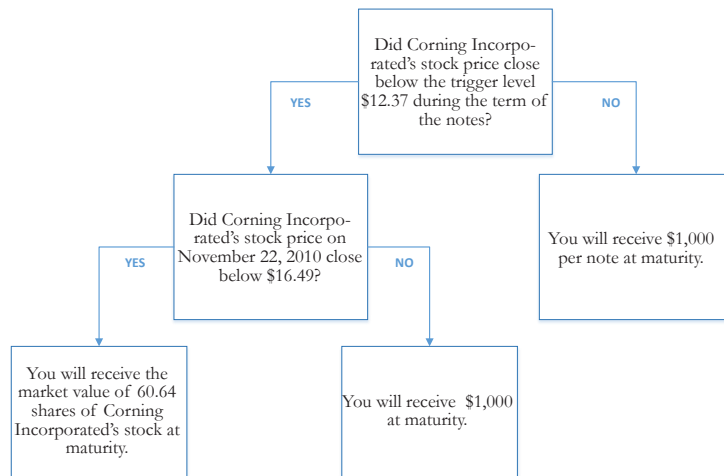 Did Corning Incorpo-
rated's stock price close
below the trigger level
$12.37 during the term of
the notes?
YES
NO
Did Corning Incorpo-
rated's stock price on
November 22, 2010 close
below $16.49?
You will receive $1,000
per note at maturity.
YES
NO
You will receive the
market value of 60.64
shares of Corning
Incorporated's stock at
maturity.
You will receive $1,000
at maturity.